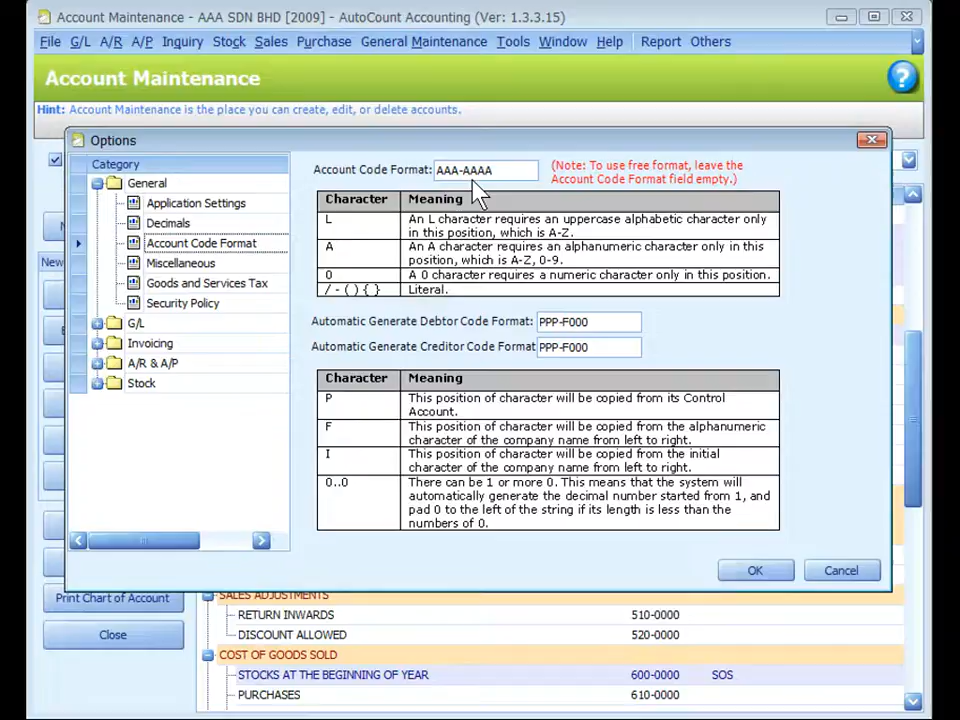 Account Maintenance - AAA SDN BHD [2009] - AutoCount Accounting (Ver: 1.3.3.15)
File G/L A/R A/P Inquiry Stock Sales Purchase General Maintenance Tools Window Help Report Others
Account Maintenance
?
Hint: Account Maintenance is the place you can create, edit, or delete accounts.
Options
Category
General
Application Settings
Decimals
Account Code Format
Miscellaneous
Goods and Services Tax
Security Policy
G/L
Invoicing
A/R & A/P
Stock
Account Code Format: AAA-AAAA
(Note: To use free format, leave the
Account Code Format field empty.)
Character Meaning
L An L character requires an uppercase alphabetic character only
in this position, which is A-Z.
A An A character requires an alphanumeric character only in this
position, which is A-Z, 0-9.
0 A 0 character requires a numeric character only in this position.
/ - ( ) { } Literal.
Automatic Generate Debtor Code Format: PPP-F000
Automatic Generate Creditor Code Format PPP-F000
Character Meaning
P This position of character will be copied from its Control
Account.
F This position of character will be copied from the alphanumeric
character of the company name from left to right.
I This position of character will be copied from the initial
character of the company name from left to right.
0..0 There can be 1 or more 0. This means that the system will
automatically generate the decimal number started from 1, and
pad 0 to the left of the string if its length is less than the
numbers of 0.
OK Cancel
New
Print Chart of Account
Close
SALES ADJUSTMENTS
RETURN INWARDS 510-0000
DISCOUNT ALLOWED 520-0000
COST OF GOODS SOLD
STOCKS AT THE BEGINNING OF YEAR 600-0000 SOS
PURCHASES 610-0000